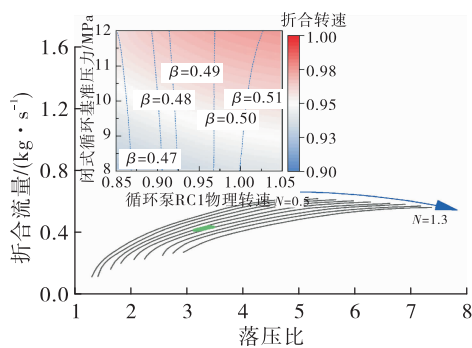 折合转速
12
11
10
9
8
闭式循环基准压力/MPa
β=0.49
β=0.48
β=0.51
β=0.50
β=0.47
0.85 0.90 0.95 1.00 1.05
循环泵RC1物理转速
1.00
0.98
0.95
0.93
0.90
1.6
1.2
0.8
0.4
0.0
折合流量/(kg·s⁻¹)
N=0.5
N=1.3
1 2 3 4 5 6 7 8
落压比